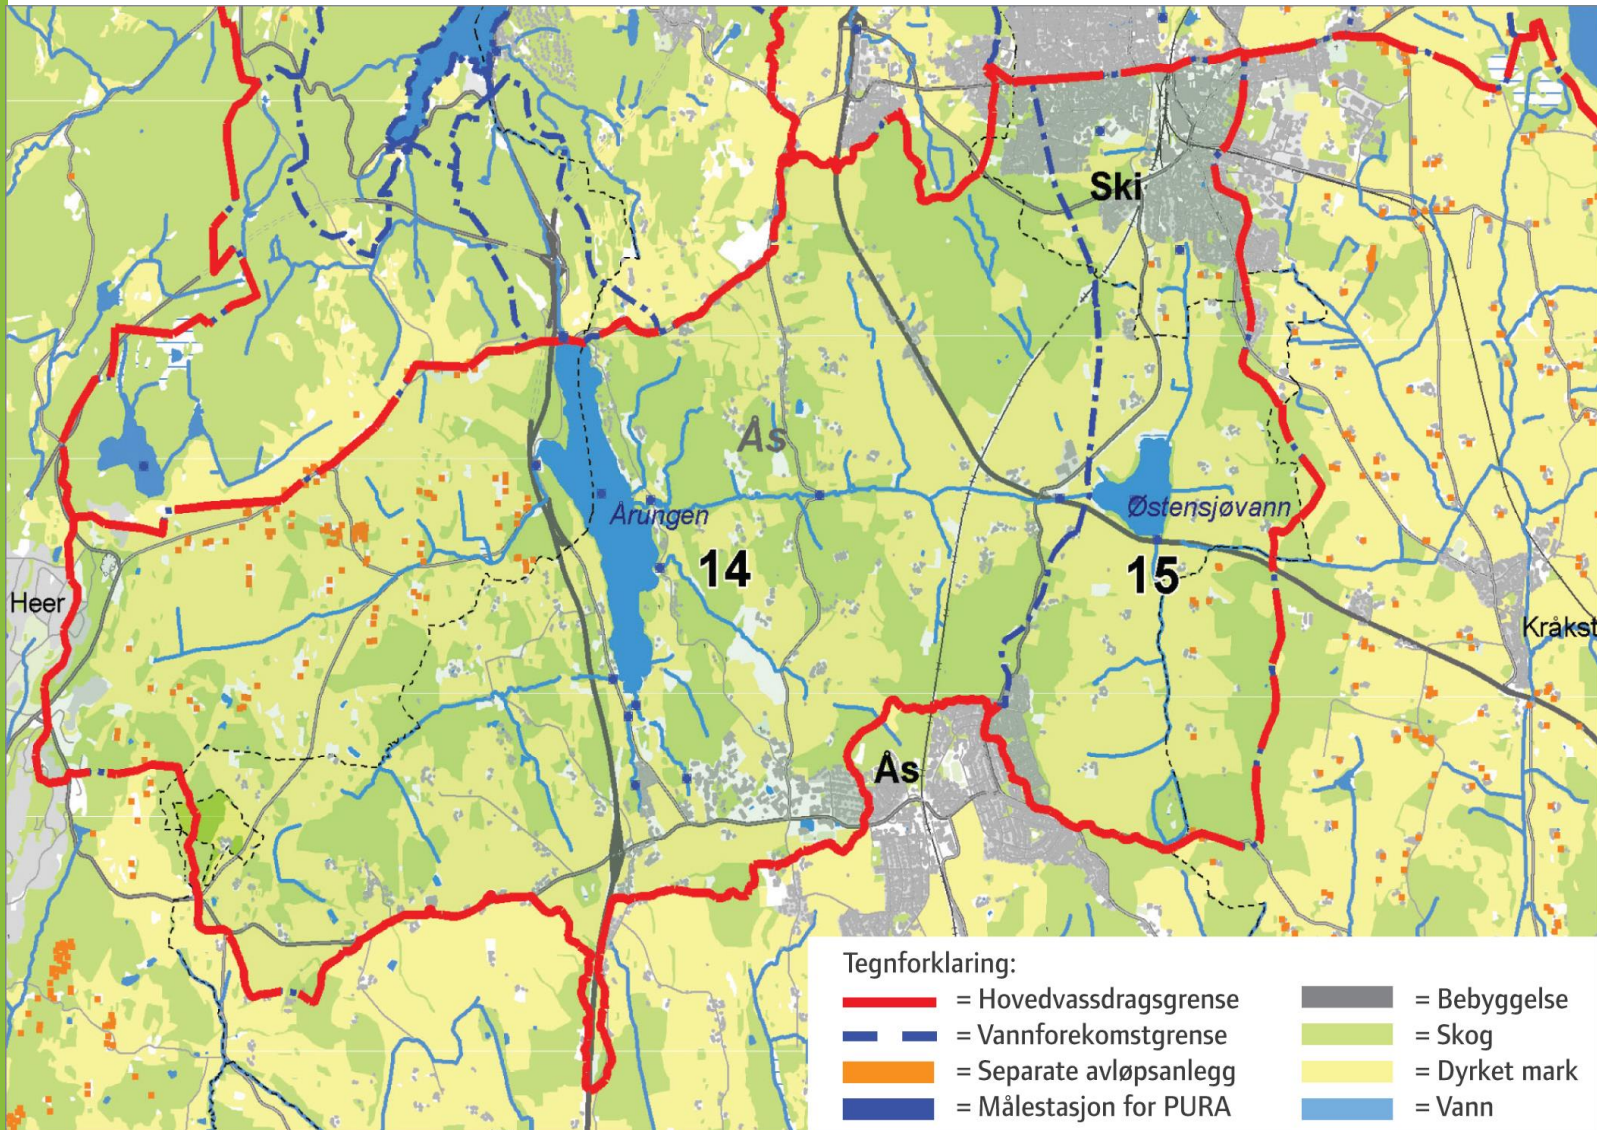 Ski
Ås
Årungen
Østensjøvann
14
15
Heer
Kråkst
Ås
Tegnforklaring:
= Hovedvassdragsgrense
= Vannforekomstgrense
= Separate avløpsanlegg
= Målestasjon for PURA
= Bebyggelse
= Skog
= Dyrket mark
= Vann